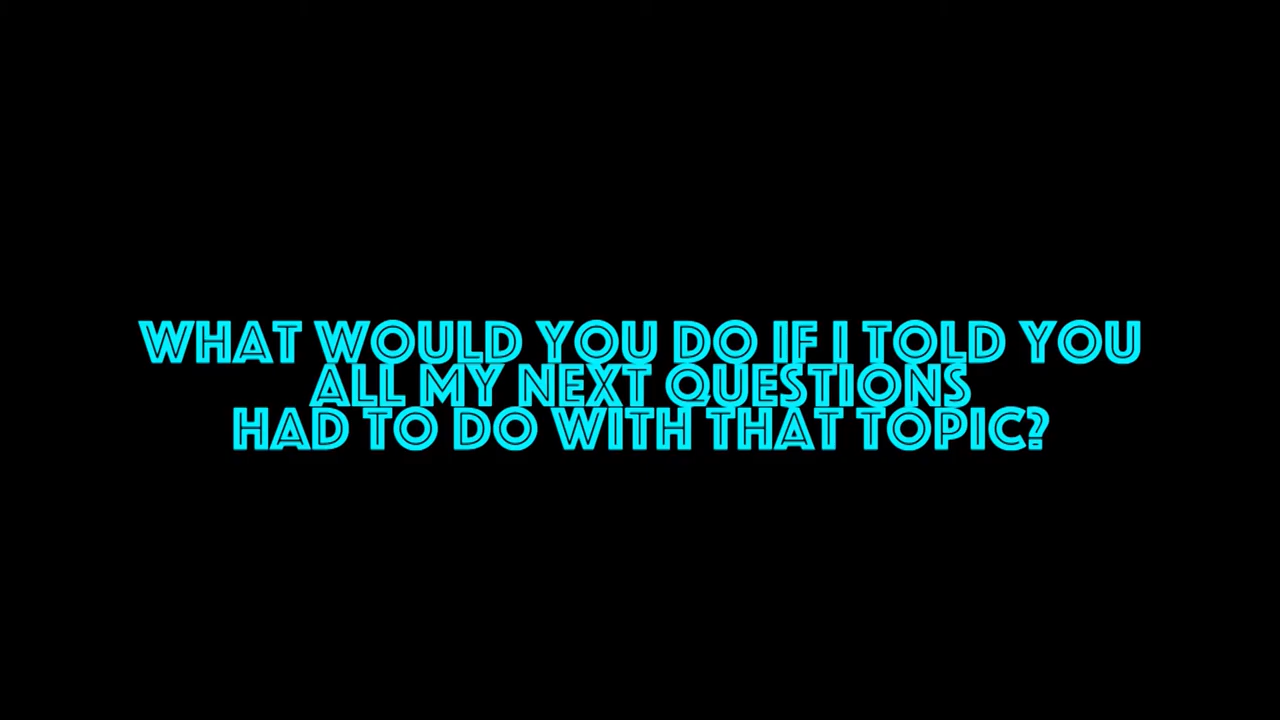 WHAT WOULD YOU DO IF I TOLD YOU
ALL MY NEXT QUESTIONS
HAD TO DO WITH THAT TOPIC?